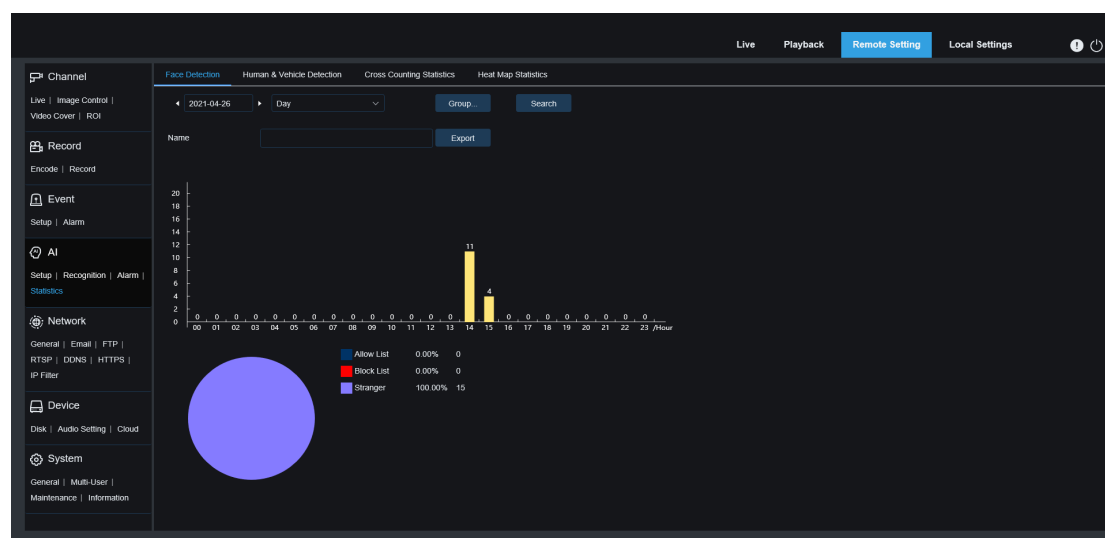 Live Playback Remote Setting Local Settings
Channel
Live | Image Control |
Video Cover | ROI
Record
Encode | Record
Event
Setup | Alarm
AI
Setup | Recognition | Alarm |
Statistics
Network
General | Email | FTP |
RTSP | DDNS | HTTPS |
IP Filter
Device
Disk | Audio Setting | Cloud
System
General | Multi-User |
Maintenance | Information
Face Detection Human & Vehicle Detection Cross Counting Statistics Heat Map Statistics
2021-04-26 Day Group... Search
Name Export
20
18
16
14
12
10
8
6
4
2
0
0 0 0 0 0 0 0 0 0 0 0 0 0 0 11 4 0 0 0 0 0 0 0 0
00 01 02 03 04 05 06 07 08 09 10 11 12 13 14 15 16 17 18 19 20 21 22 23 /Hour
Allow List 0.00% 0
Block List 0.00% 0
Stranger 100.00% 15